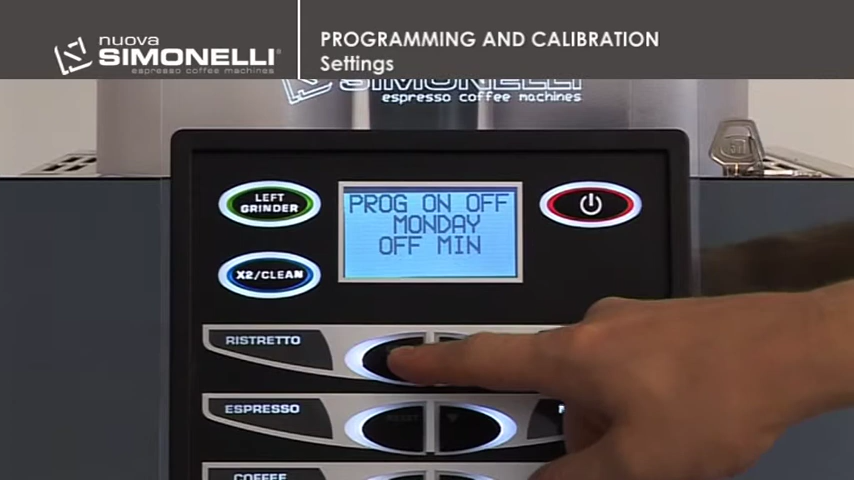 nuova
SIMONELLI
espresso coffee machines
PROGRAMMING AND CALIBRATION
Settings
SIMONELLI
espresso coffee machines
LEFT
GRINDER
PROG ON OFF
MONDAY
OFF MIN
X2/CLEAN
RISTRETTO
ESPRESSO
RESET
COFFEE